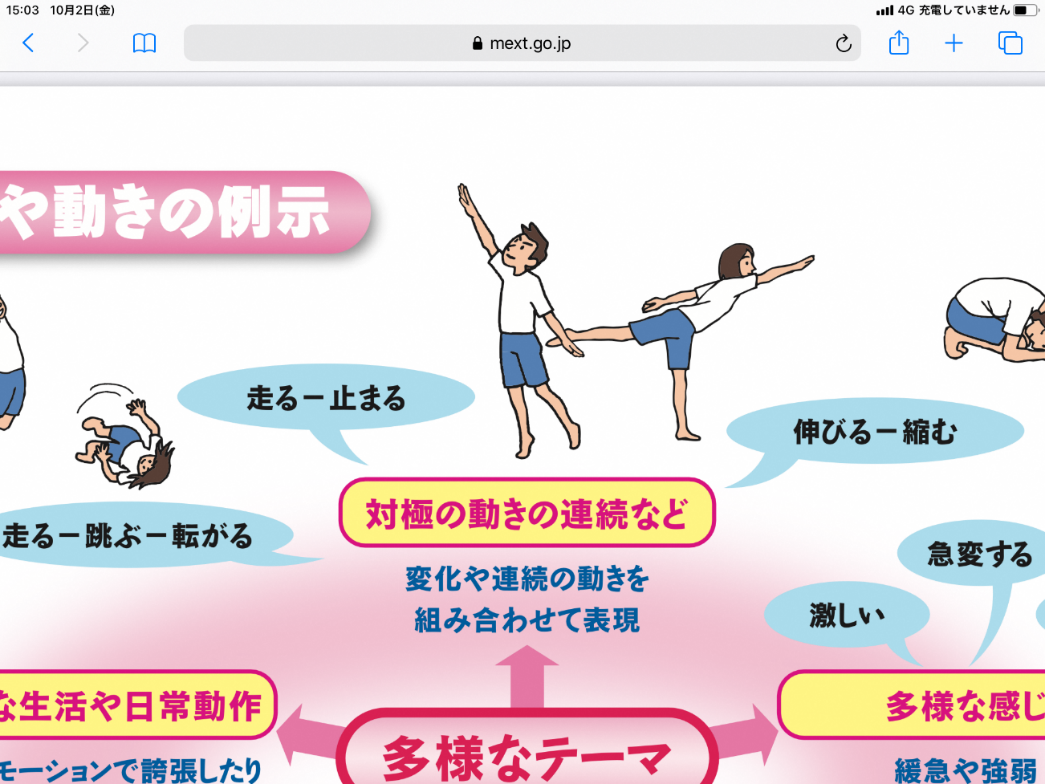 15:03 10月2日(金)
4G 充電していません
mext.go.jp
や動きの例示
走る－止まる
伸びる－縮む
走る－跳ぶ－転がる
対極の動きの連続など
急変する
変化や連続の動きを
組み合わせて表現
激しい
な生活や日常動作
多様な感じ
多様なテーマ
モーションで誇張したり
緩急や強弱